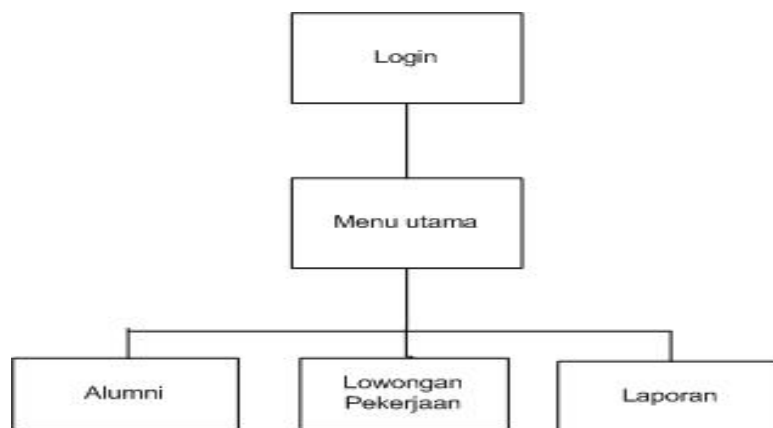 Login
Menu utama
Alumni
Lowongan
Pekerjaan
Laporan